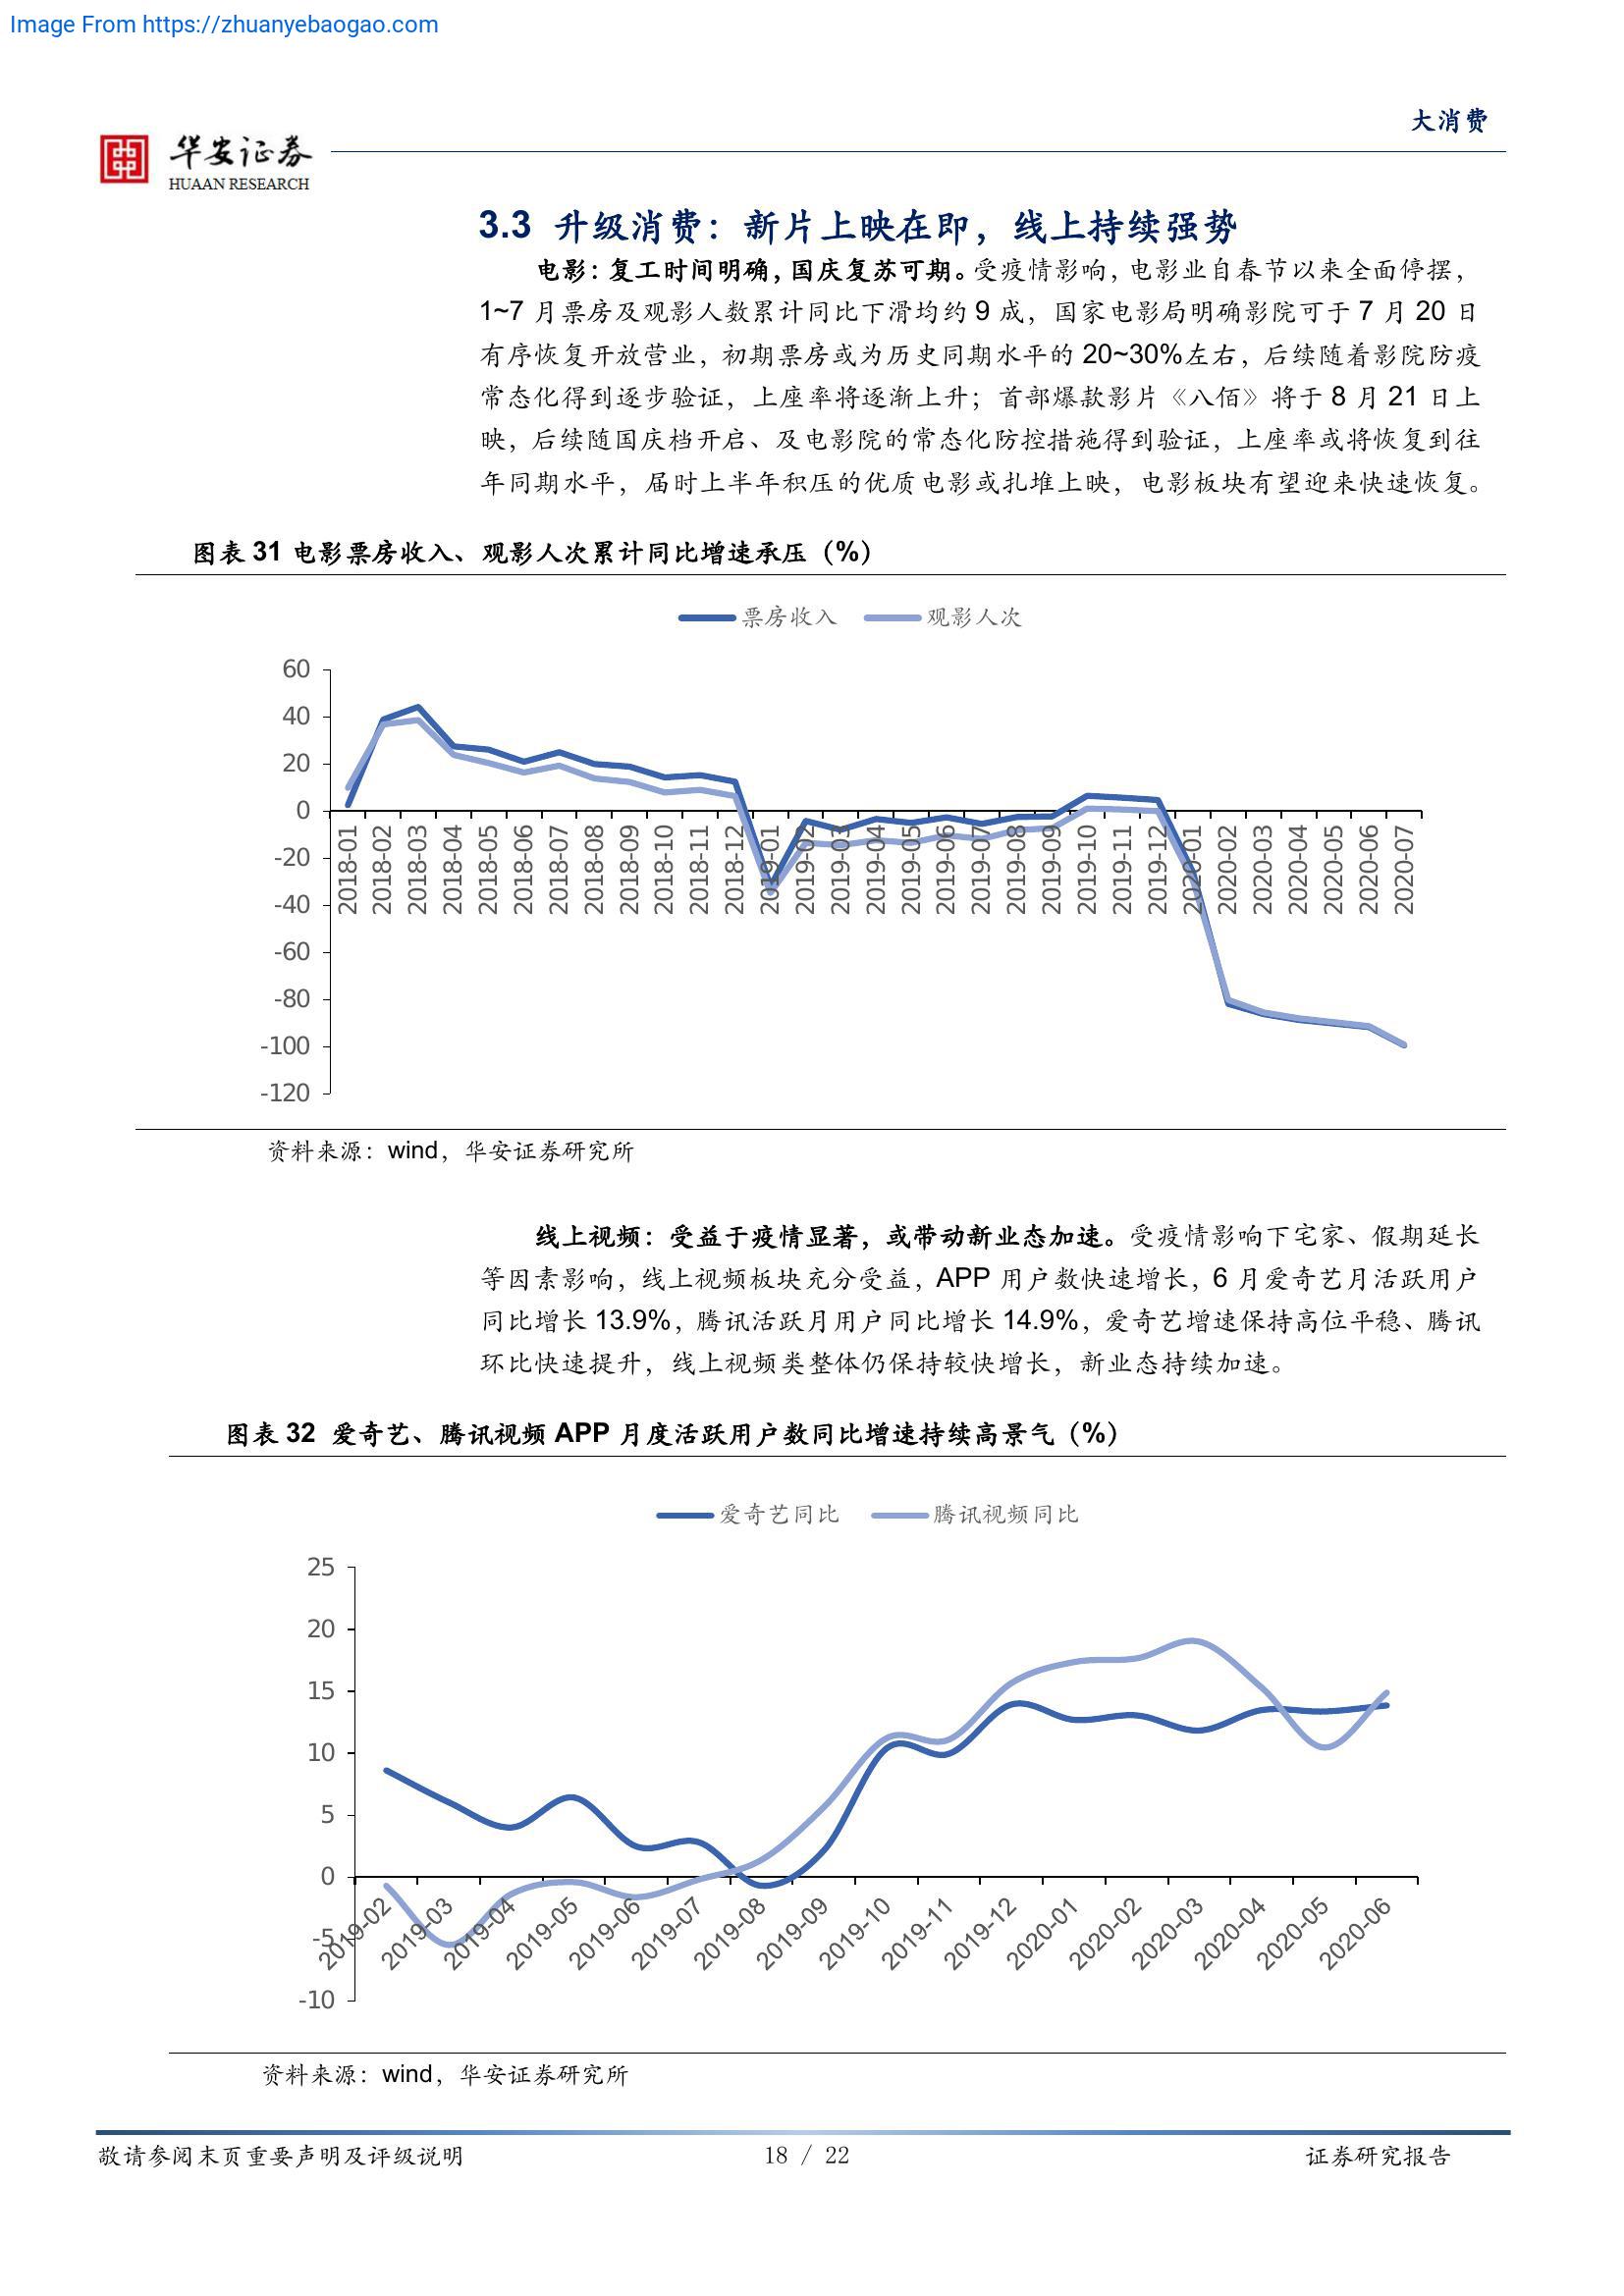 Image From https://zhuanyebaogao.com
大消费
华安证券
HUAAN RESEARCH
3.3 升级消费：新片上映在即，线上持续强势
电影：复工时间明确，国庆复苏可期。受疫情影响，电影业自春节以来全面停摆，
1~7 月票房及观影人数累计同比下滑均约 9 成，国家电影局明确影院可于 7 月 20 日
有序恢复开放营业，初期票房或为历史同期水平的 20~30%左右，后续随着影院防疫
常态化得到逐步验证，上座率将逐渐上升；首部爆款影片《八佰》将于 8 月 21 日上
映，后续随国庆档开启、及电影院的常态化防控措施得到验证，上座率或将恢复到往
年同期水平，届时上半年积压的优质电影或扎堆上映，电影板块有望迎来快速恢复。
图表 31 电影票房收入、观影人次累计同比增速承压（%）
票房收入 观影人次
60
40
20
0
-20
-40
-60
-80
-100
-120
2018-01 2018-02 2018-03 2018-04 2018-05 2018-06 2018-07 2018-08 2018-09 2018-10 2018-11 2018-12 2019-01 2019-02 2019-03 2019-04 2019-05 2019-06 2019-07 2019-08 2019-09 2019-10 2019-11 2019-12 2020-01 2020-02 2020-03 2020-04 2020-05 2020-06 2020-07
资料来源：wind，华安证券研究所
线上视频：受益于疫情显著，或带动新业态加速。受疫情影响下宅家、假期延长
等因素影响，线上视频板块充分受益，APP 用户数快速增长，6 月爱奇艺月活跃用户
同比增长 13.9%，腾讯活跃月用户同比增长 14.9%，爱奇艺增速保持高位平稳、腾讯
环比快速提升，线上视频类整体仍保持较快增长，新业态持续加速。
图表 32 爱奇艺、腾讯视频 APP 月度活跃用户数同比增速持续高景气（%）
爱奇艺同比 腾讯视频同比
25
20
15
10
5
0
-5
-10
2019-02 2019-03 2019-04 2019-05 2019-06 2019-07 2019-08 2019-09 2019-10 2019-11 2019-12 2020-01 2020-02 2020-03 2020-04 2020-05 2020-06
资料来源：wind，华安证券研究所
敬请参阅末页重要声明及评级说明 18 / 22 证券研究报告